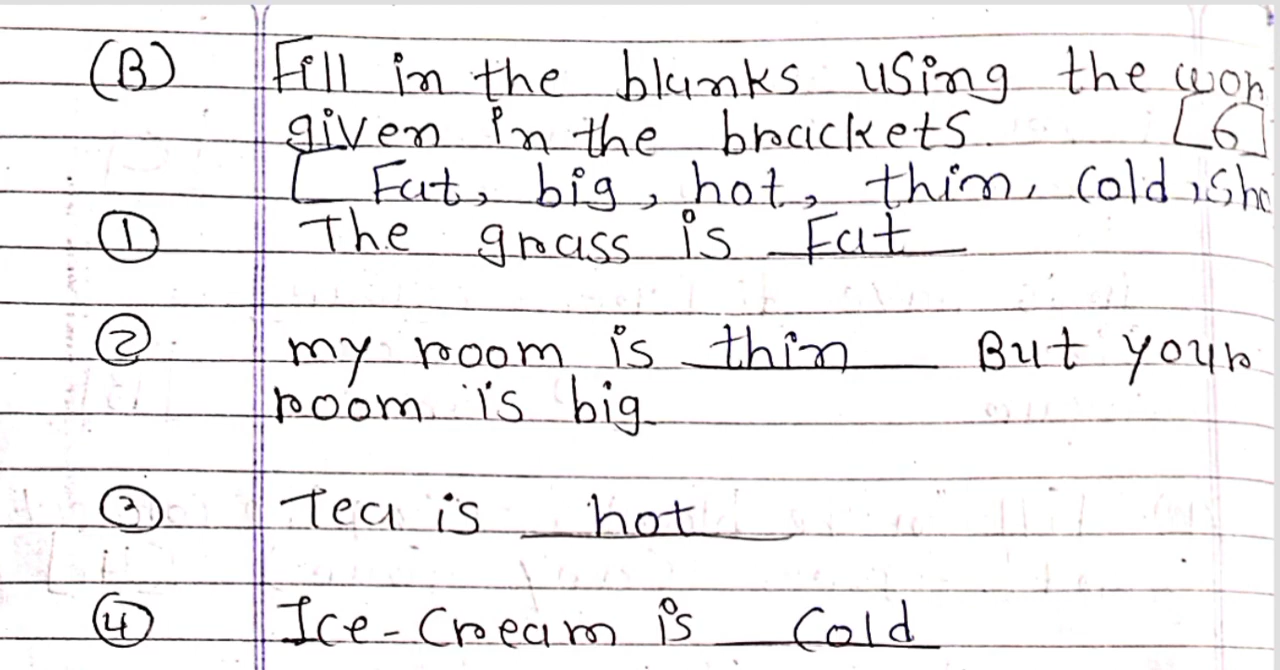 (B) Fill in the blanks using the wor
given in the brackets. [6]
[ Fat, big, hot, thin, cold, sho
① The grass is Fat
② my room is thin But your
room is big.
③ Tea is hot
④ Ice-Cream is Cold